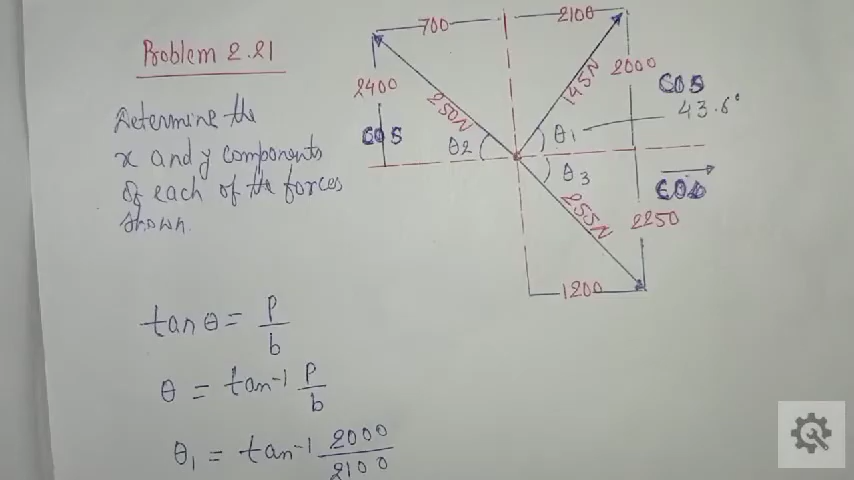 Problem 2.21
Determine the
x and y components
of each of the forces
shown.
700
2100
2400
2000
250N
145N
COS
COS
43.6°
θ2
θ1
θ3
COS
255N
2250
1200
tan θ = P/b
θ = tan-1 P/b
θ1 = tan-1 2000/2100